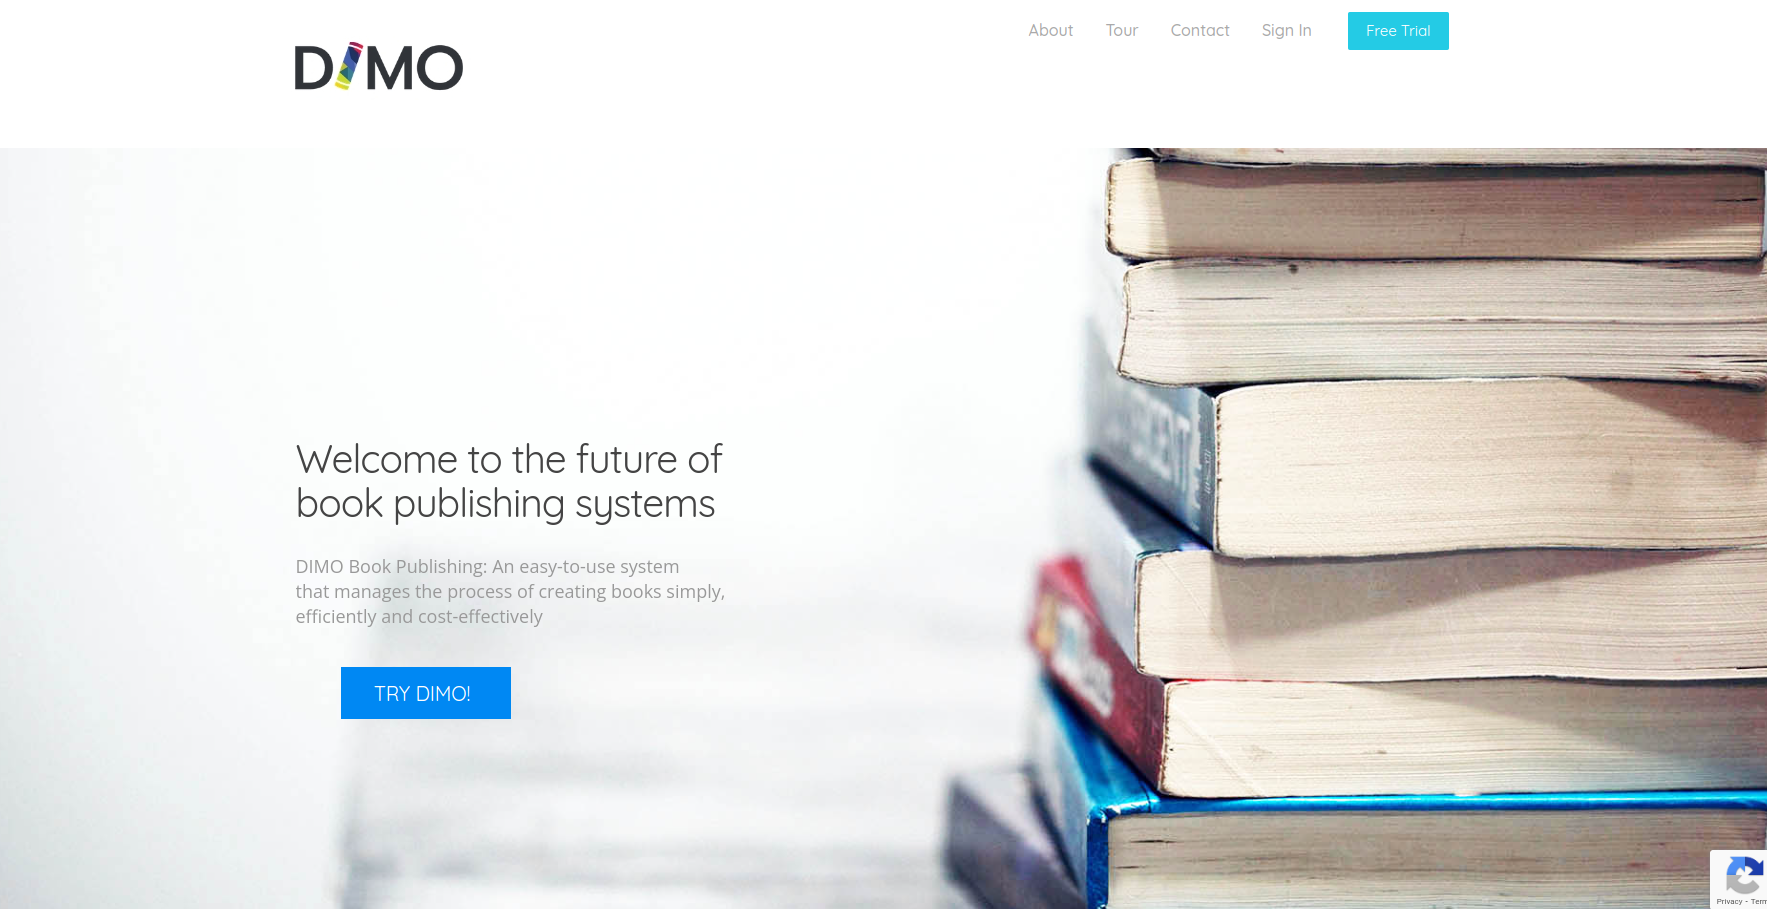 About Tour Contact Sign In Free Trial
DIMO
Welcome to the future of
book publishing systems
DIMO Book Publishing: An easy-to-use system
that manages the process of creating books simply,
efficiently and cost-effectively
TRY DIMO!
Privacy -